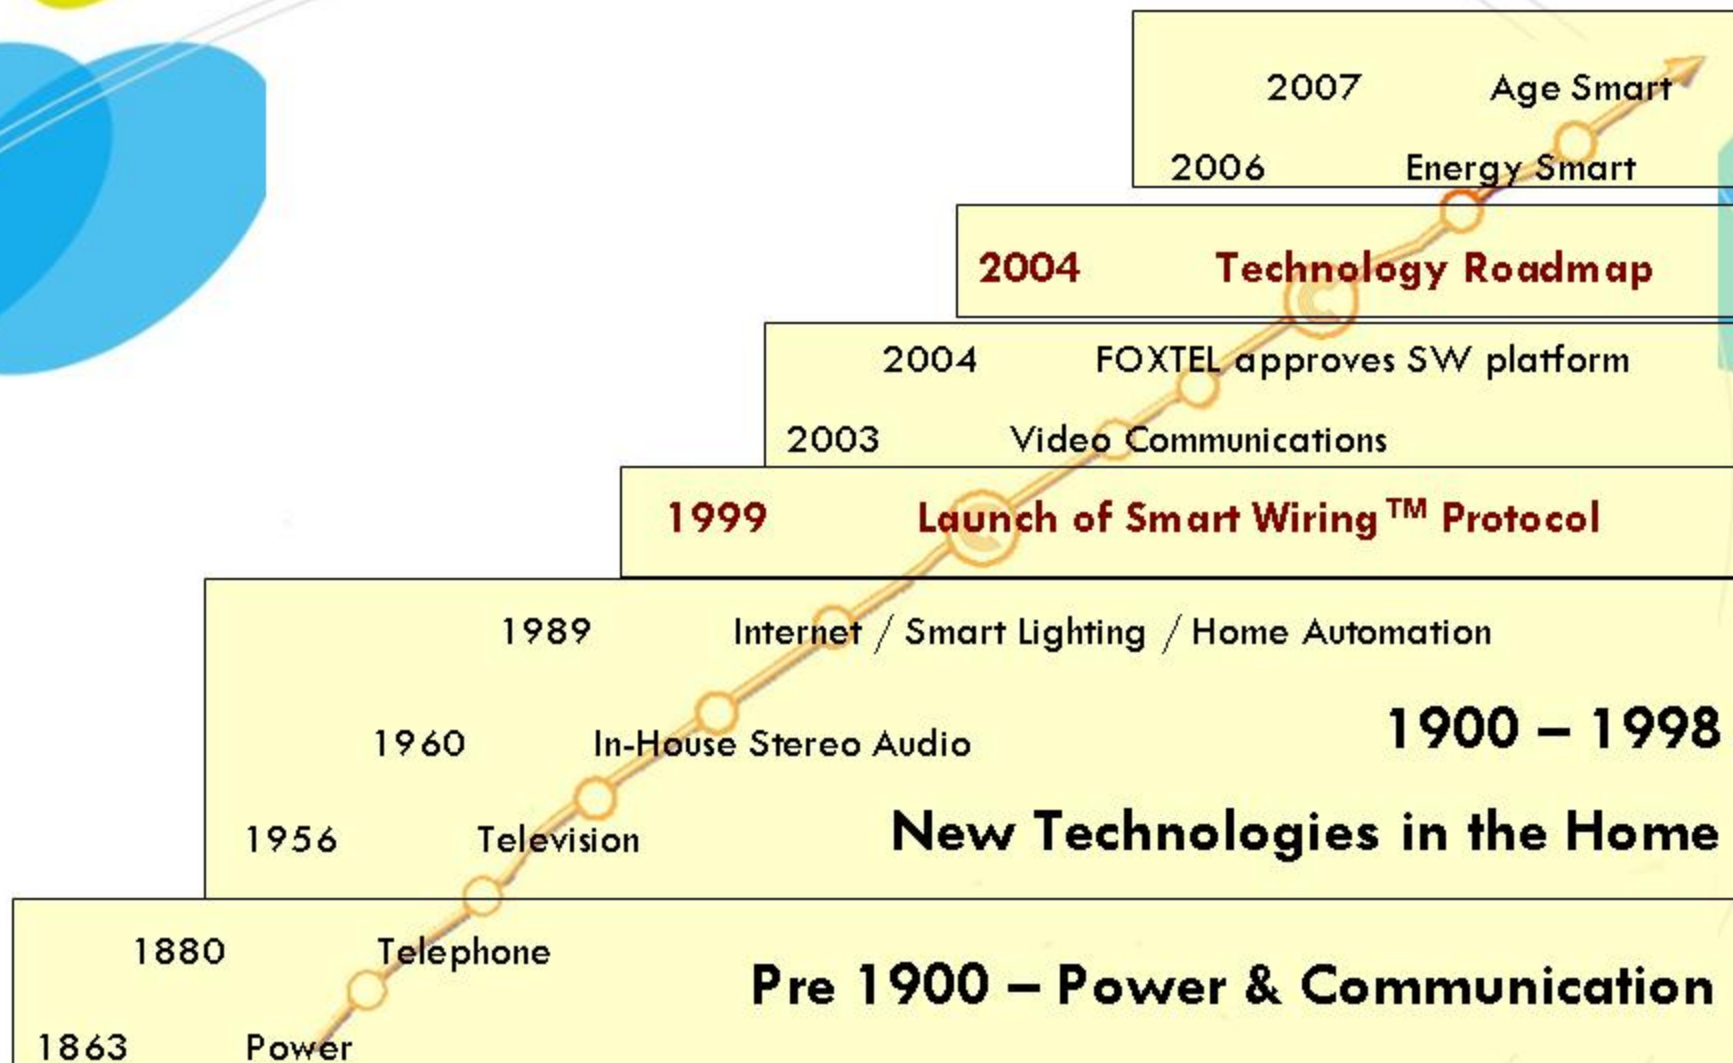 2007 Age Smart
2006 Energy Smart
2004 Technology Roadmap
2004 FOXTEL approves SW platform
2003 Video Communications
1999 Launch of Smart Wiring™ Protocol
1989 Internet / Smart Lighting / Home Automation
1900 – 1998
1960 In-House Stereo Audio
New Technologies in the Home
1956 Television
1880 Telephone
Pre 1900 – Power & Communication
1863 Power